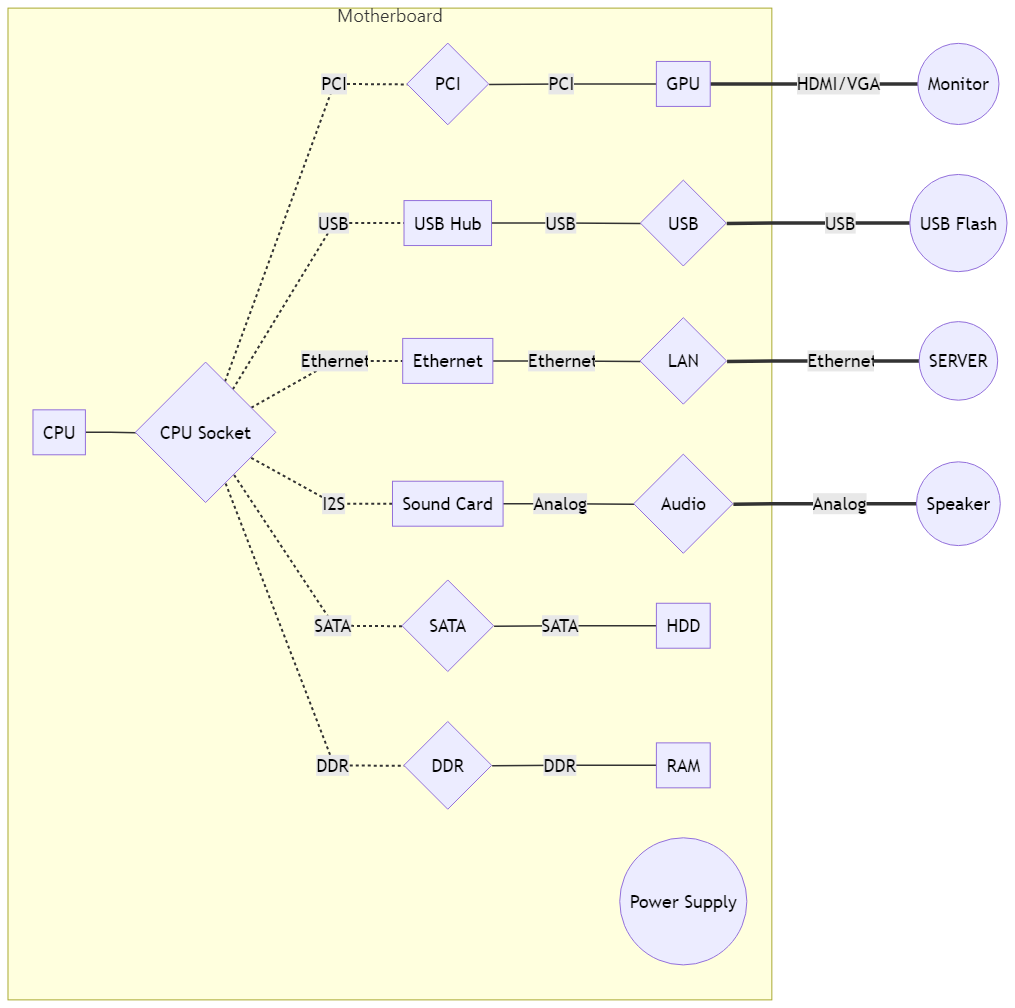 Motherboard
PCI PCI PCI GPU HDMI/VGA Monitor
USB USB Hub USB USB USB USB Flash
Ethernet Ethernet Ethernet LAN Ethernet SERVER
CPU CPU Socket
I2S Sound Card Analog Audio Analog Speaker
SATA SATA SATA HDD
DDR DDR DDR RAM
Power Supply